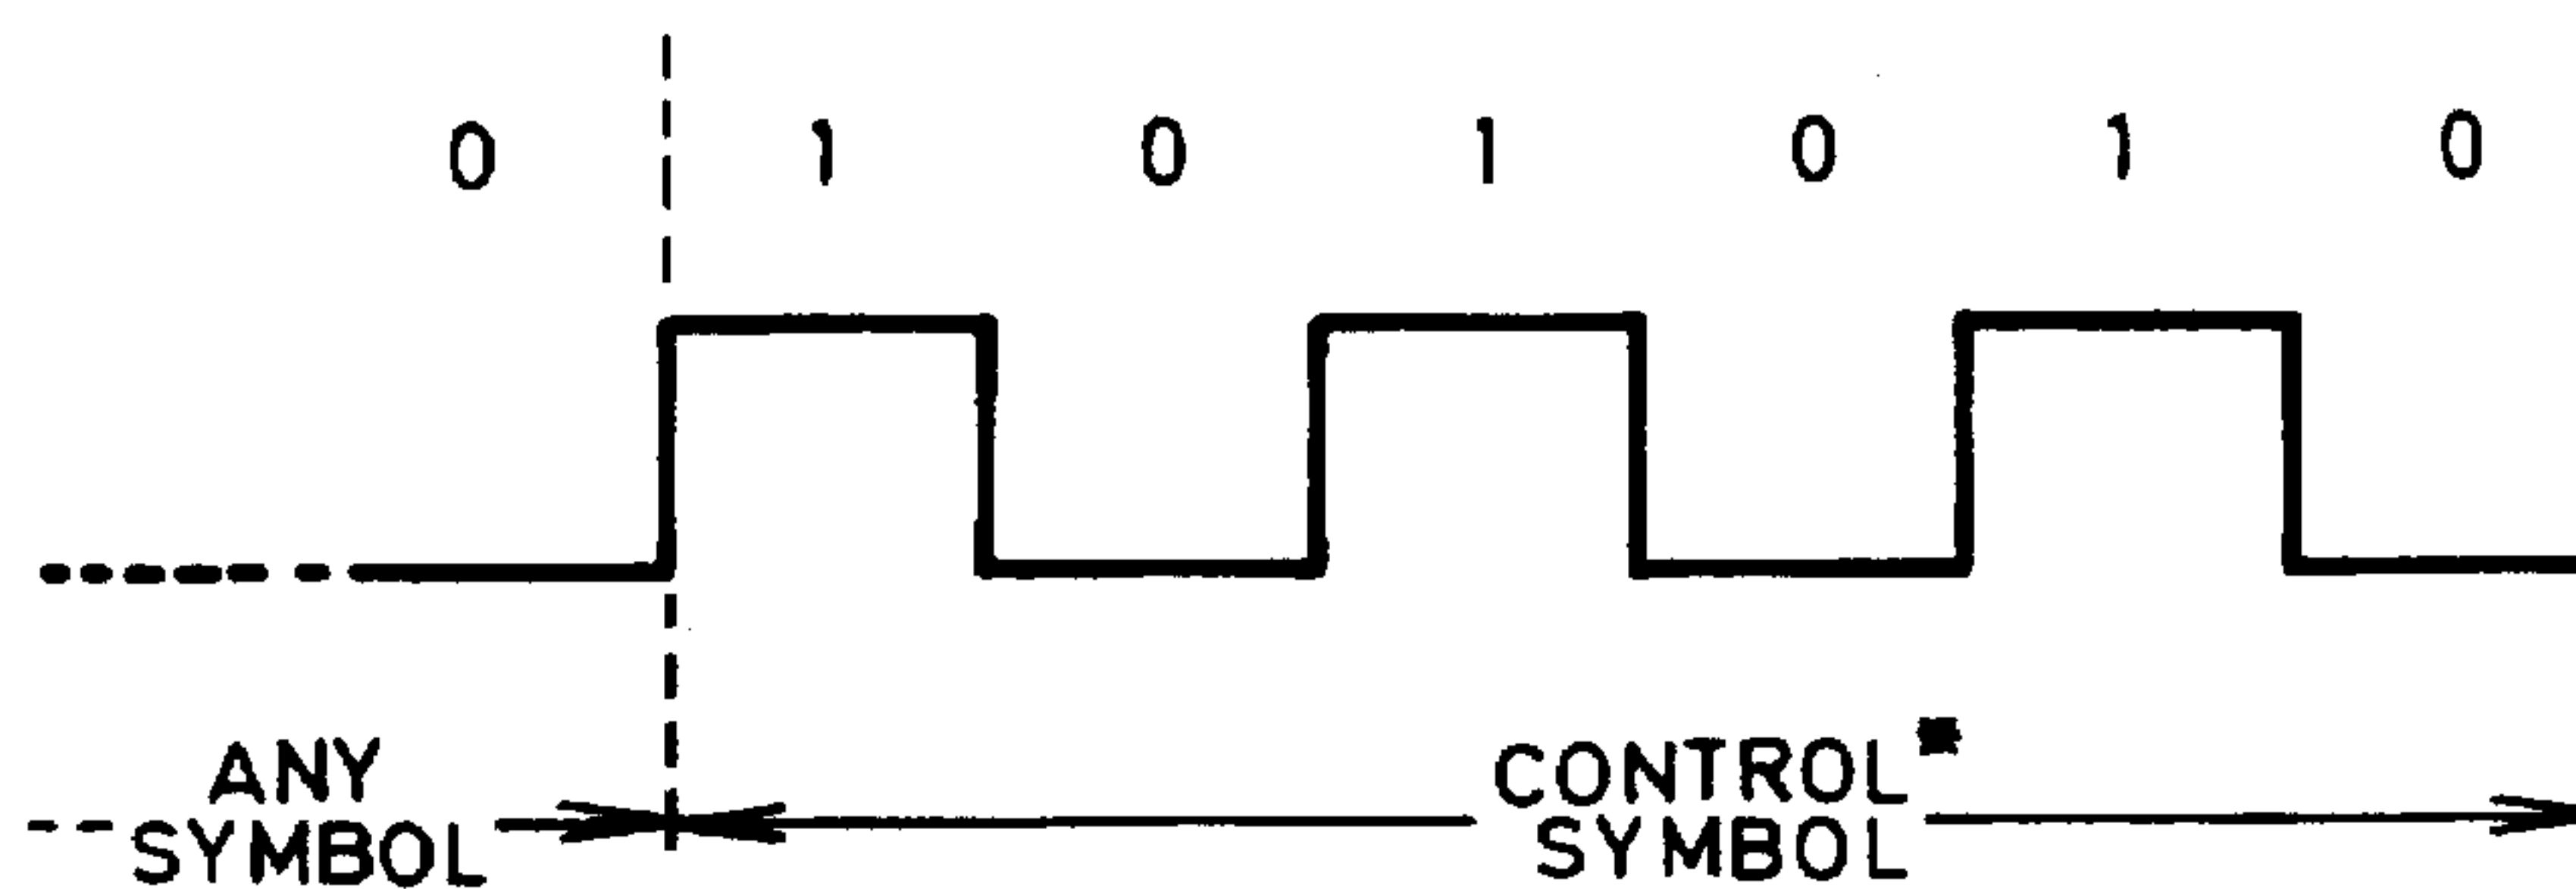 0 1 0 1 0 1 0
ANY
SYMBOL
CONTROL*
SYMBOL